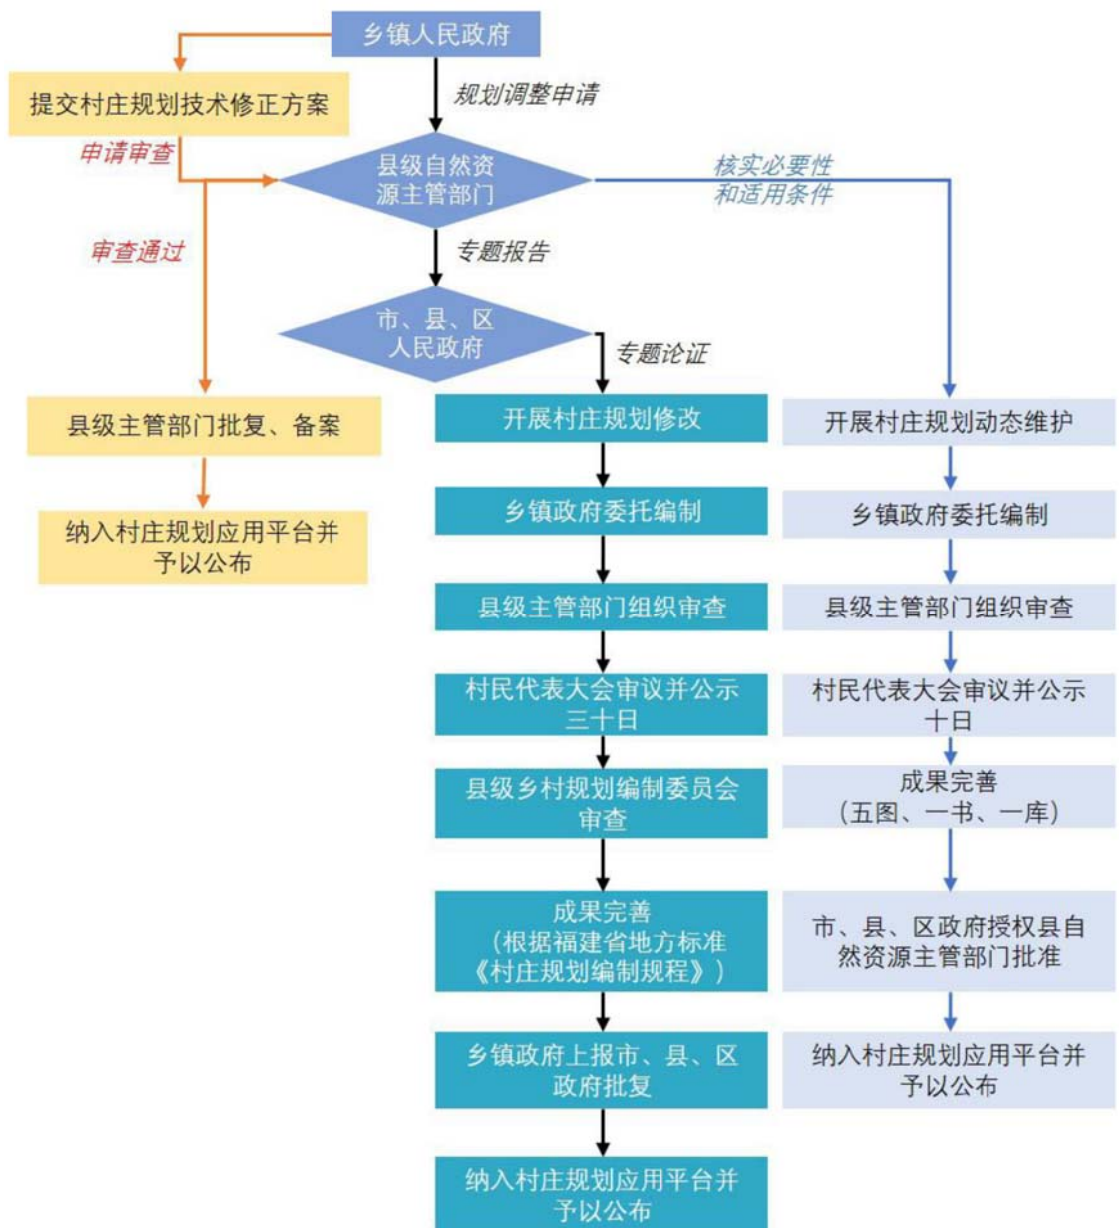 乡镇人民政府
提交村庄规划技术修正方案
规划调整申请
申请审查
县级自然资
源主管部门
核实必要性
和适用条件
审查通过
专题报告
市、县、区
人民政府
专题论证
县级主管部门批复、备案
纳入村庄规划应用平台并
予以公布
开展村庄规划修改
乡镇政府委托编制
县级主管部门组织审查
村民代表大会审议并公示
三十日
县级乡村规划编制委员会
审查
成果完善
（根据福建省地方标准
《村庄规划编制规程》）
乡镇政府上报市、县、区
政府批复
纳入村庄规划应用平台并
予以公布
开展村庄规划动态维护
乡镇政府委托编制
县级主管部门组织审查
村民代表大会审议并公示
十日
成果完善
（五图、一书、一库）
市、县、区政府授权县自
然资源主管部门批准
纳入村庄规划应用平台并
予以公布